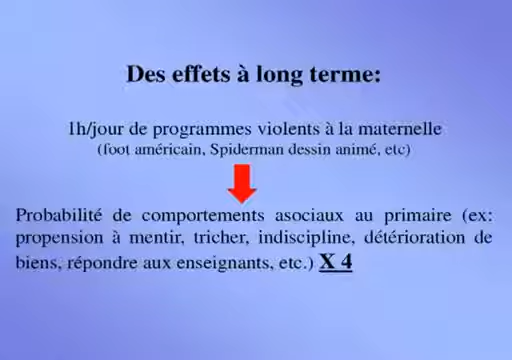 Des effets à long terme:
1h/jour de programmes violents à la maternelle
(foot américain, Spiderman dessin animé, etc)
Probabilité de comportements asociaux au primaire (ex:
propension à mentir, tricher, indiscipline, détérioration de
biens, répondre aux enseignants, etc.) X 4